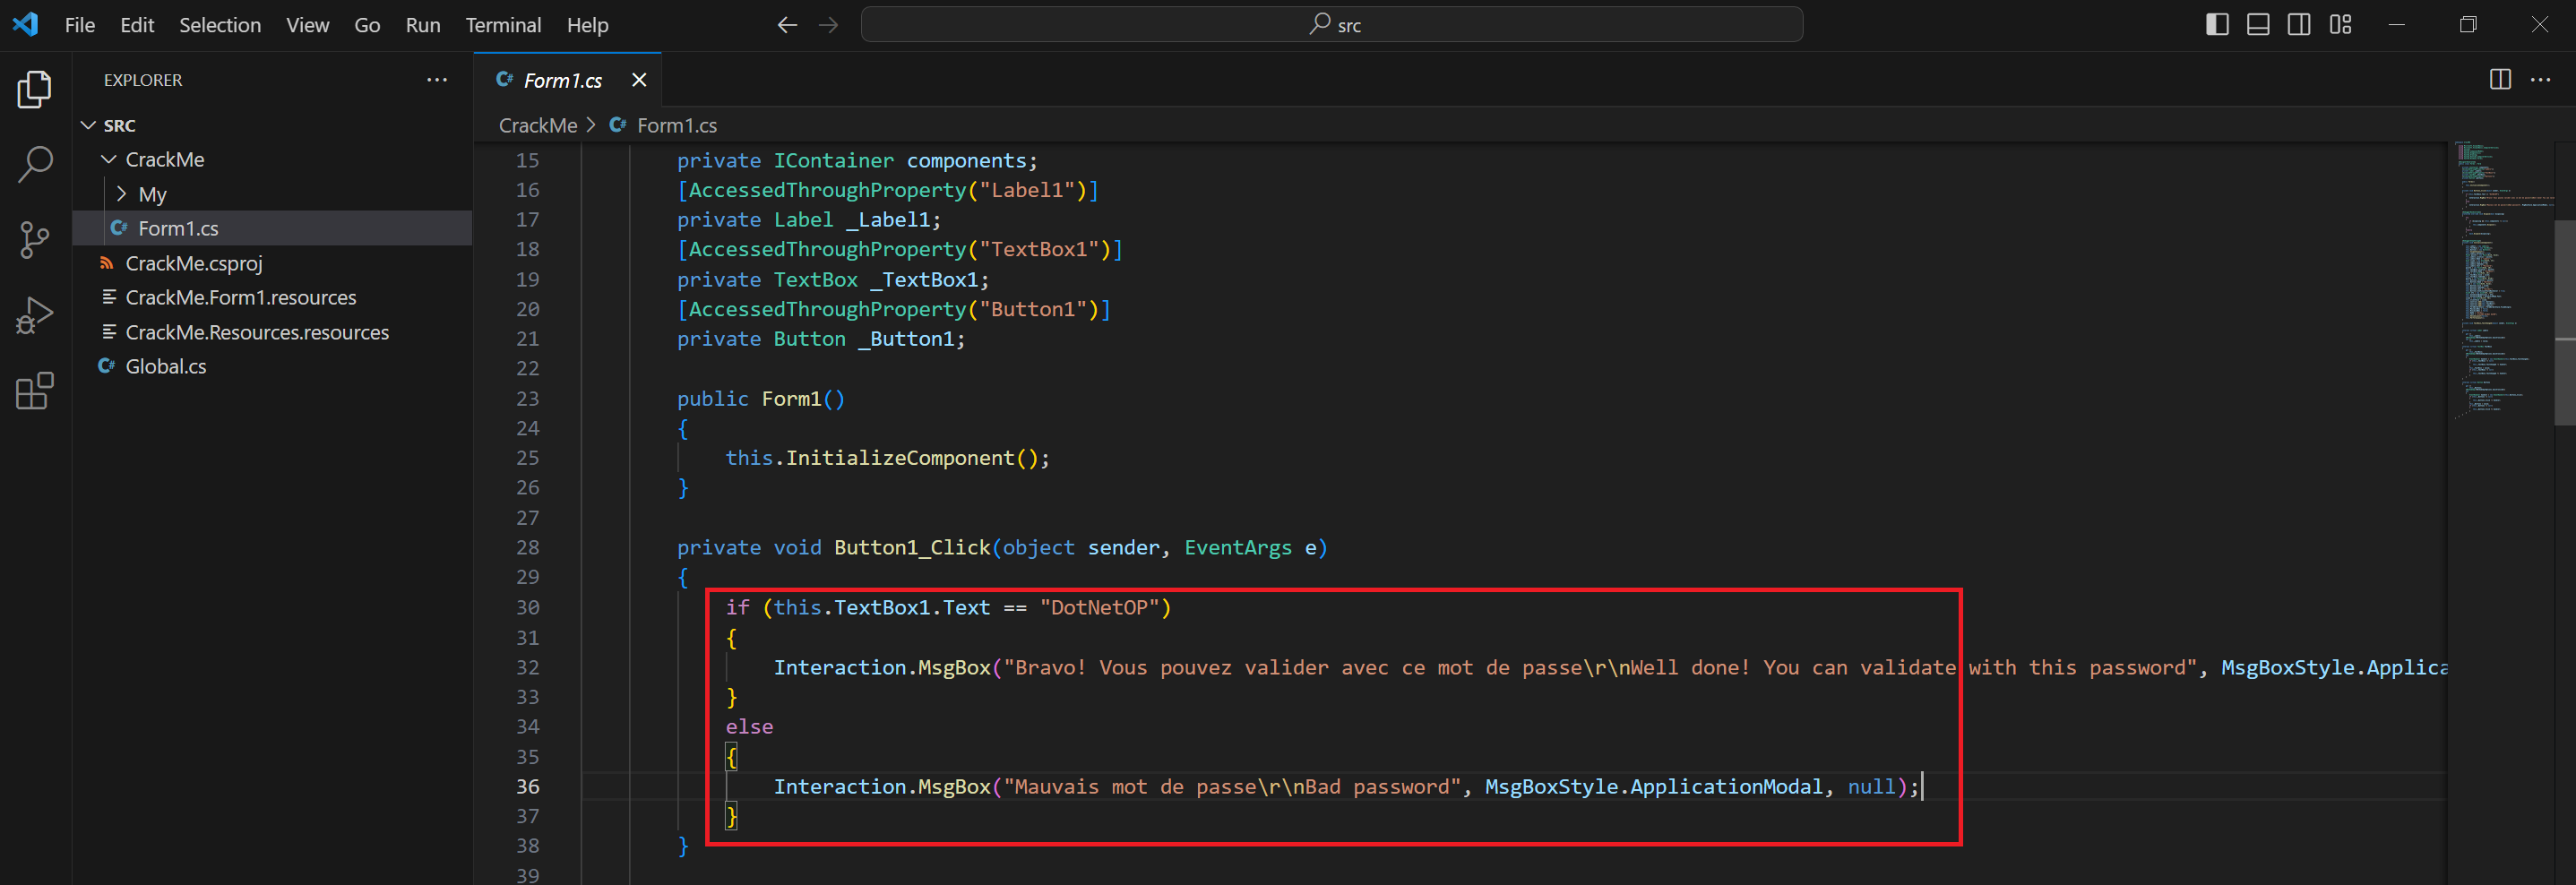 File Edit Selection View Go Run Terminal Help
src
EXPLORER
SRC
CrackMe
My
Form1.cs
CrackMe.csproj
CrackMe.Form1.resources
CrackMe.Resources.resources
Global.cs
Form1.cs
CrackMe > Form1.cs
15 private IContainer components;
16 [AccessedThroughProperty("Label1")]
17 private Label _Label1;
18 [AccessedThroughProperty("TextBox1")]
19 private TextBox _TextBox1;
20 [AccessedThroughProperty("Button1")]
21 private Button _Button1;
22
23 public Form1()
24 {
25 this.InitializeComponent();
26 }
27
28 private void Button1_Click(object sender, EventArgs e)
29 {
30 if (this.TextBox1.Text == "DotNetOP")
31 {
32 Interaction.MsgBox("Bravo! Vous pouvez valider avec ce mot de passe\r\nWell done! You can validate with this password", MsgBoxStyle.Applica
33 }
34 else
35 {
36 Interaction.MsgBox("Mauvais mot de passe\r\nBad password", MsgBoxStyle.ApplicationModal, null);
37 }
38 }
39